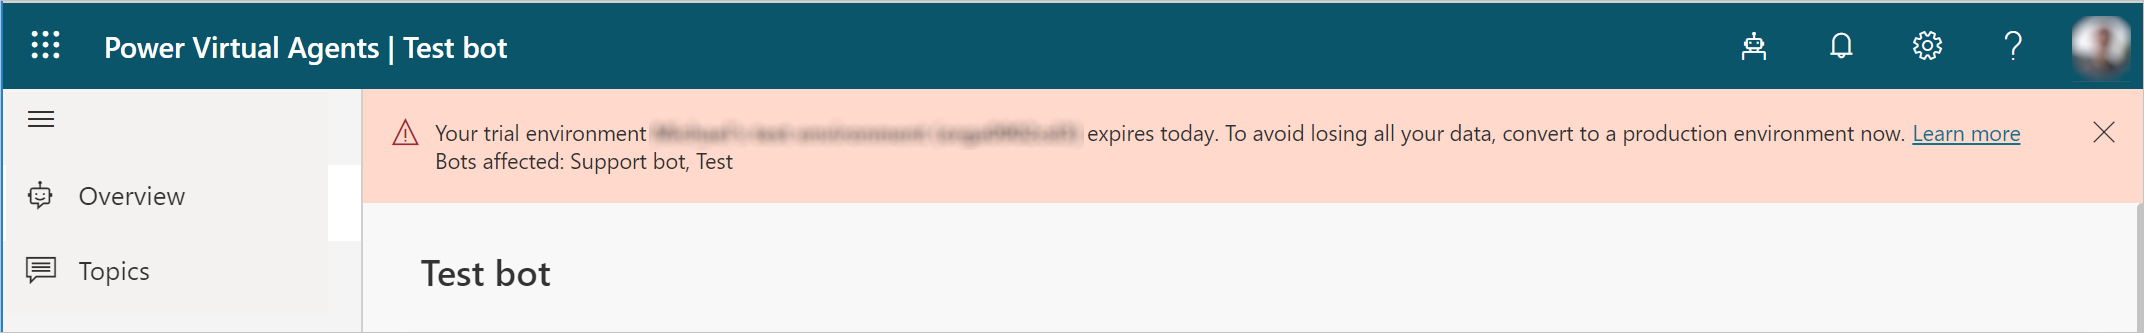 Power Virtual Agents | Test bot
Your trial environment expires today. To avoid losing all your data, convert to a production environment now. Learn more
Bots affected: Support bot, Test
Overview
Topics
Test bot